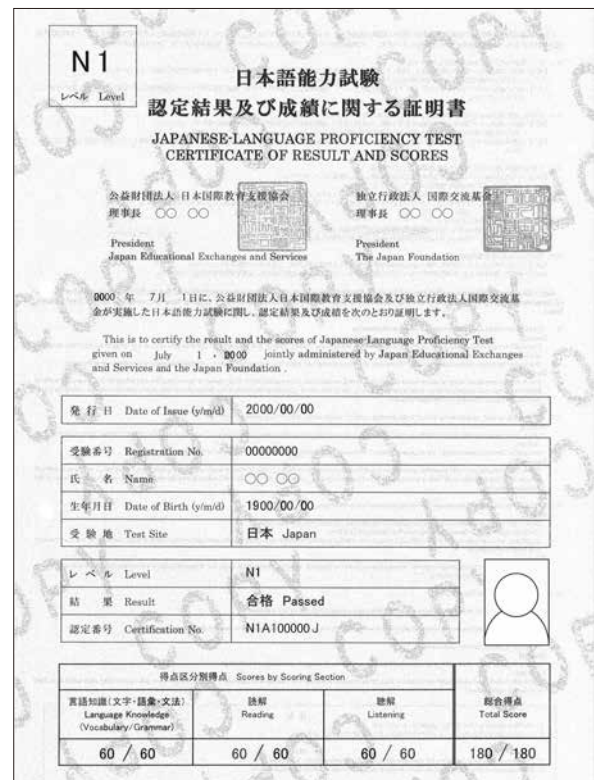 N1
レベル Level
日本語能力試験
認定結果及び成績に関する証明書
JAPANESE-LANGUAGE PROFICIENCY TEST
CERTIFICATE OF RESULT AND SCORES
公益財団法人 日本国際教育支援協会
理事長 ○○ ○○
President
Japan Educational Exchanges and Services
独立行政法人 国際交流基金
理事長 ○○ ○○
President
The Japan Foundation
0000 年 7月 1日に、公益財団法人日本国際教育支援協会及び独立行政法人国際交流基
金が実施した日本語能力試験に関し、認定結果及び成績を次のとおり証明します。
This is to certify the result and the scores of Japanese-Language Proficiency Test
given on July 1 , 0000 jointly administered by Japan Educational Exchanges
and Services and the Japan Foundation .
発行日 Date of Issue (y/m/d) 2000/00/00
受験番号 Registration No. 00000000
氏名 Name ○○ ○○
生年月日 Date of Birth (y/m/d) 1900/00/00
受験地 Test Site 日本 Japan
レベル Level N1
結果 Result 合格 Passed
認定番号 Certification No. N1A100000J
得点区分別得点 Scores by Scoring Section
言語知識(文字・語彙・文法)
Language Knowledge
(Vocabulary/Grammar)
読解
Reading
聴解
Listening
総合得点
Total Score
60 / 60 60 / 60 60 / 60 180 / 180
COPY